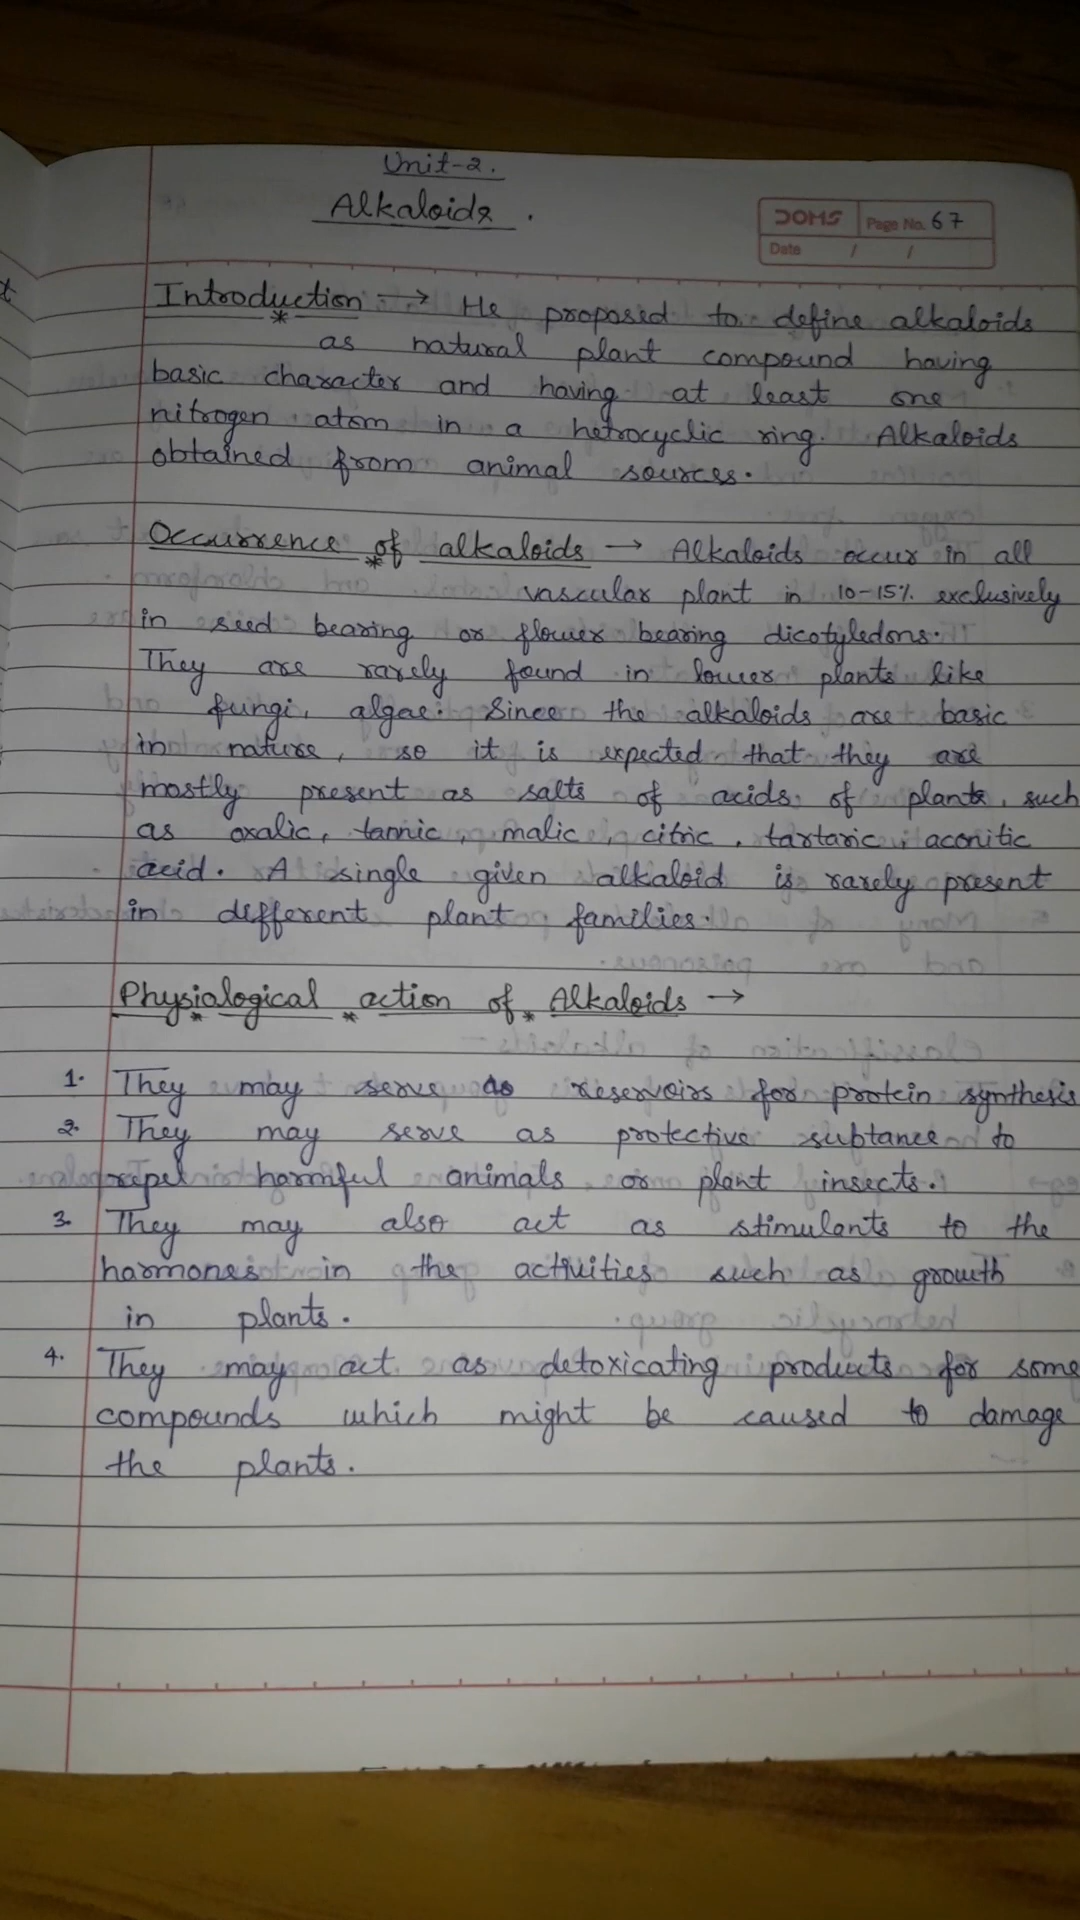 Unit-2.
Alkaloids.
DOMS Page No. 67
Date / /
Introduction → He proposed to define alkaloids
as natural plant compound having
basic character and having at least one
nitrogen atom in a hetrocyclic ring. Alkaloids
obtained from animal sources.
Occurrence of alkaloids → Alkaloids occur in all
vascular plant in 10-15% exclusively
in seed bearing or flower bearing dicotyledons.
They are rarely found in lower plants like
fungi, algae. Since the alkaloids are basic
in nature, so it is expected that they are
mostly present as salts of acids of plants, such
as oxalic, tannic, malic, citric, tartaric, aconitic
acid. A single given alkaloid is rarely present
in different plant families.
Physiological action of Alkaloids →
1. They may serve as reservoirs for protein synthesis
2. They may serve as protective subtance to
repel harmful animals or plant insects.
3. They may also act as stimulants to the
harmones in the activities such as growth
in plants.
4. They may act as detoxicating products for some
compounds which might be caused to damage
the plants.